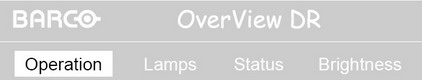 BARCO OverView DR
Operation Lamps Status Brightness